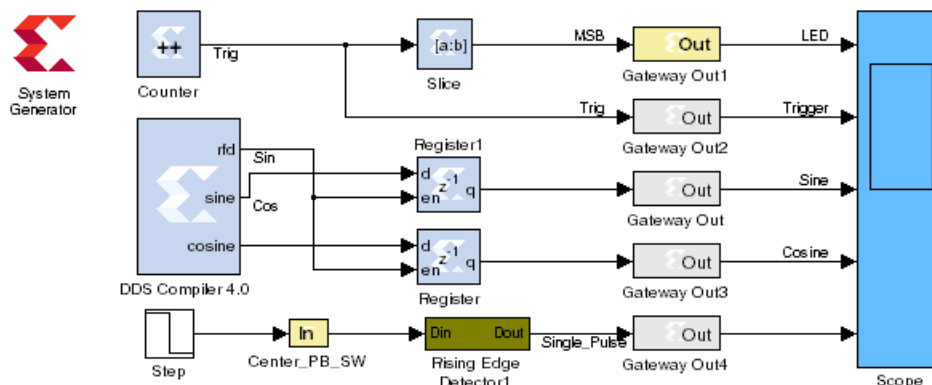 ++
Trig
[a:b]
MSB
Out
LED
System
Generator
Counter
Slice
Gateway Out1
Trig
Out
Trigger
Gateway Out2
rfd
Sin
Register1
d
en
z-1
q
Out
Sine
sine
Cos
Gateway Out
cosine
d
en
z-1
q
Out
Cosine
DDS Compiler 4.0
Register
Gateway Out3
In
Din
Dout
Single_Pulse
Out
Step
Center_PB_SW
Rising Edge
Detector1
Gateway Out4
Scope